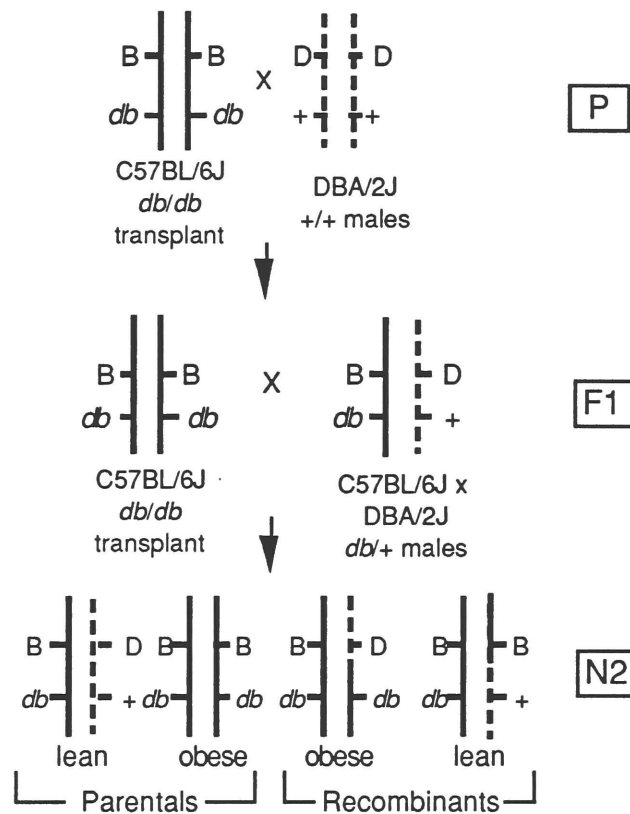 B B X D D
db db + +
P
C57BL/6J DBA/2J
db/db +/+ males
transplant
B B X B D
db db db +
F1
C57BL/6J C57BL/6J x
db/db DBA/2J
transplant db/+ males
B D B B B D B B
db + db db db db db +
N2
lean obese obese lean
Parentals Recombinants